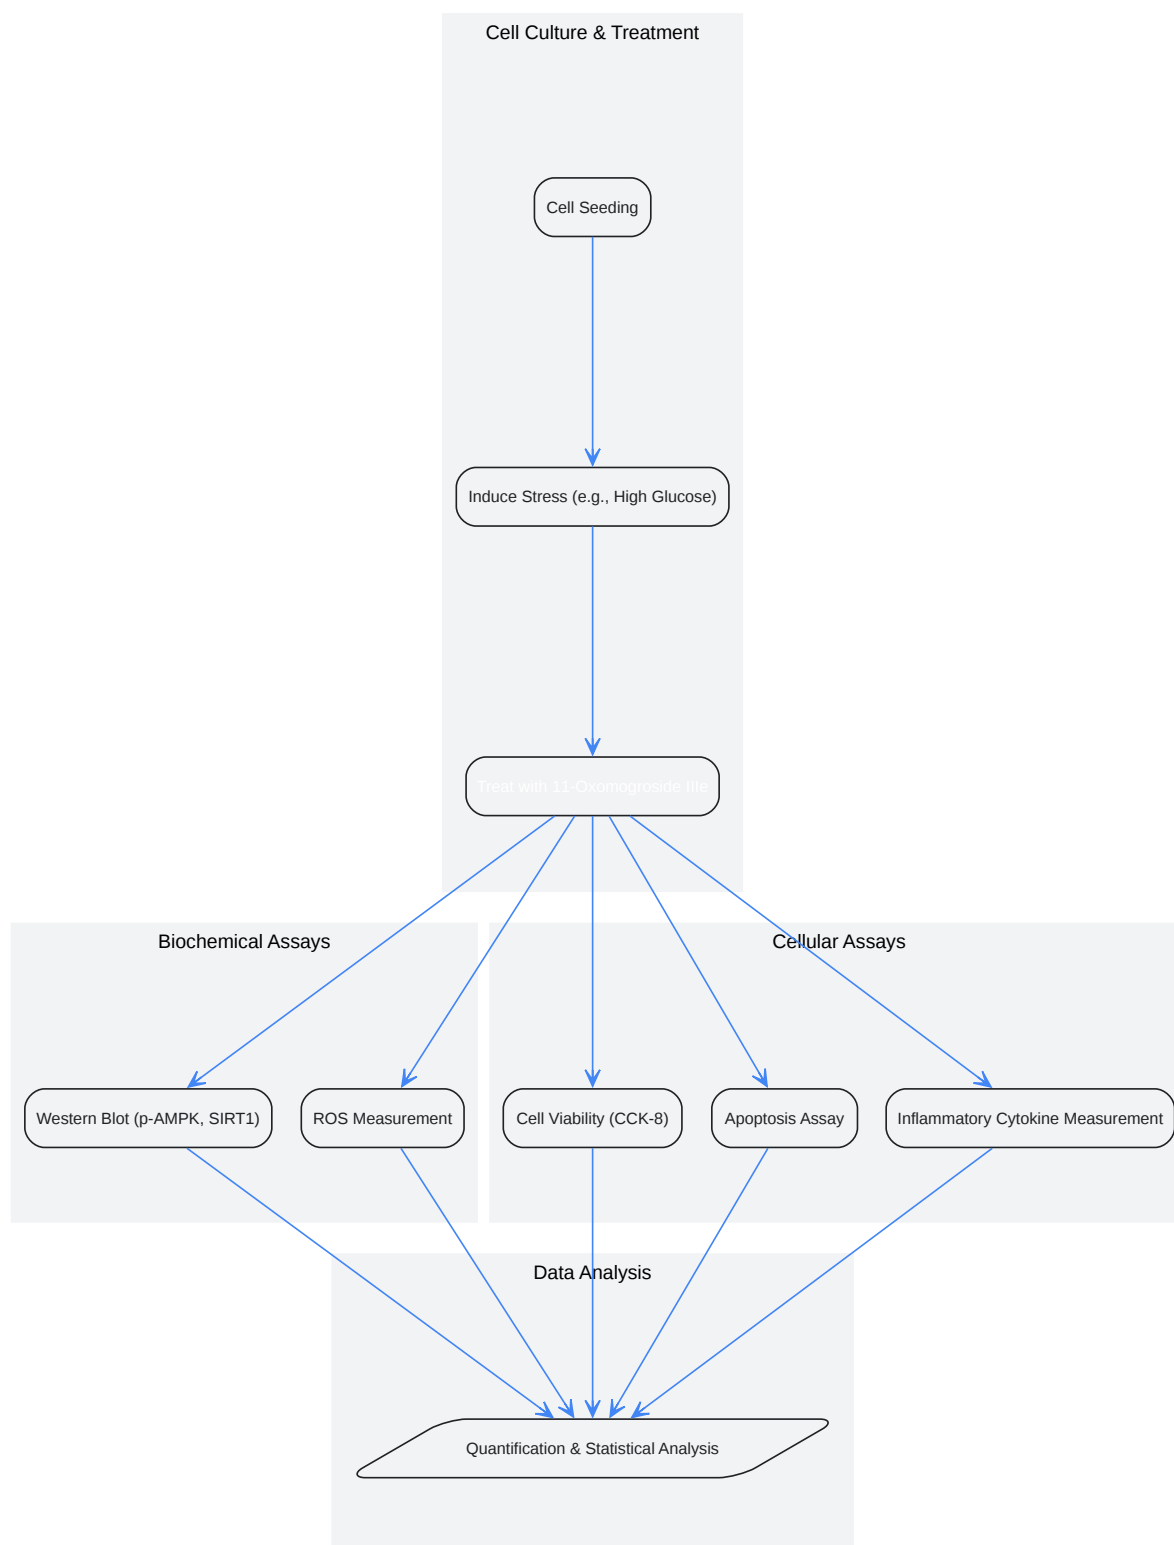 Cell Culture & Treatment
Cell Seeding
Induce Stress (e.g., High Glucose)
Treat with 11-Oxomogroside IIIe
Biochemical Assays
Cellular Assays
Western Blot (p-AMPK, SIRT1)
ROS Measurement
Cell Viability (CCK-8)
Apoptosis Assay
Inflammatory Cytokine Measurement
Data Analysis
Quantification & Statistical Analysis